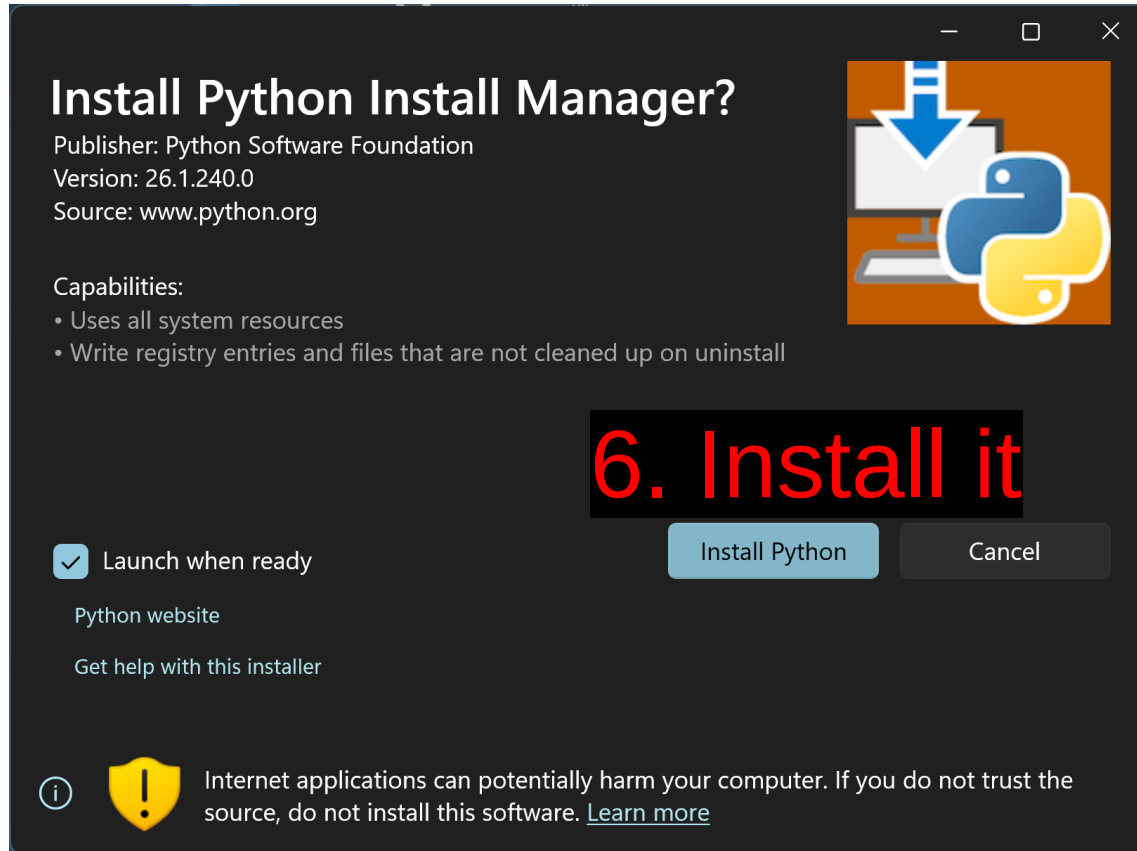 Install Python Install Manager?
Publisher: Python Software Foundation
Version: 26.1.240.0
Source: www.python.org
Capabilities:
• Uses all system resources
• Write registry entries and files that are not cleaned up on uninstall
6. Install it
Launch when ready
Install Python
Cancel
Python website
Get help with this installer
Internet applications can potentially harm your computer. If you do not trust the
source, do not install this software. Learn more